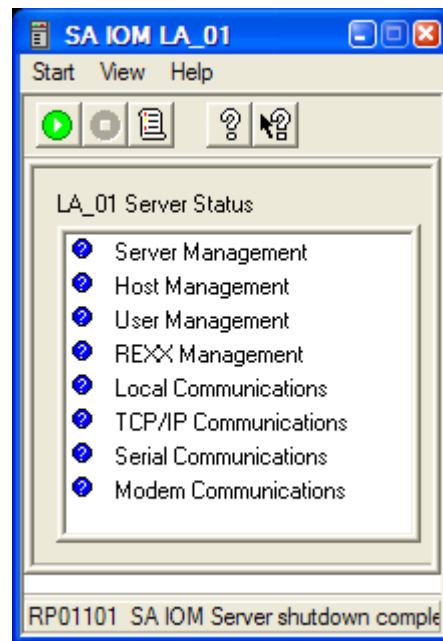 SA IOM LA_01
Start View Help
LA_01 Server Status
Server Management
Host Management
User Management
REXX Management
Local Communications
TCP/IP Communications
Serial Communications
Modem Communications
RP01101 SA IOM Server shutdown comple